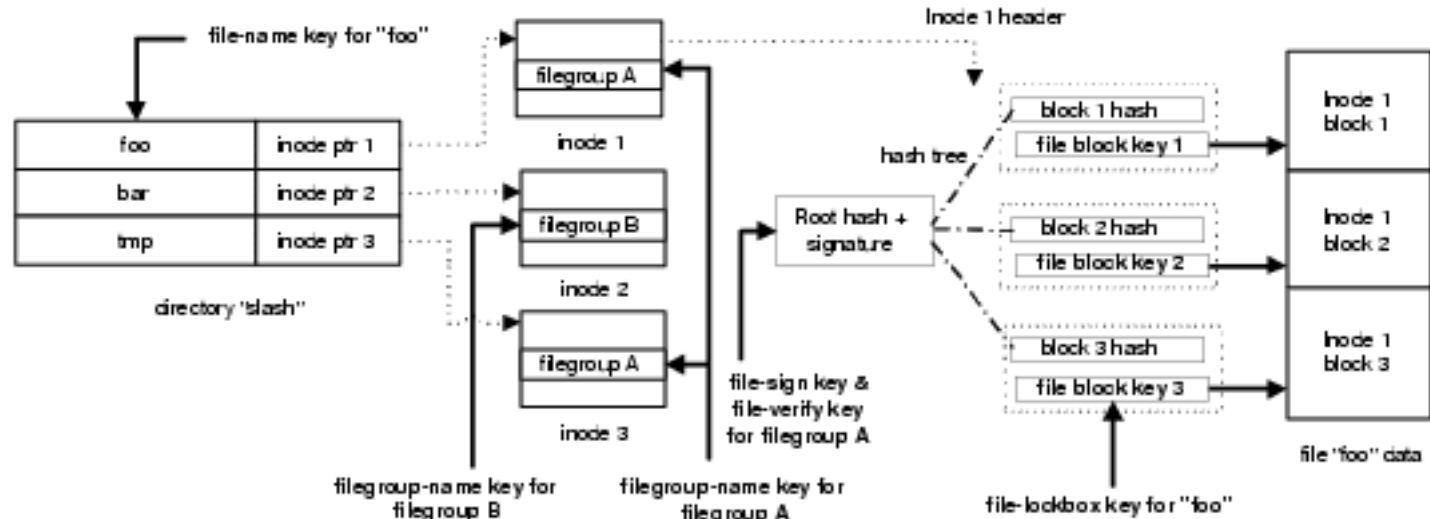 file-name key for "foo"
foo
inode ptr 1
bar
inode ptr 2
tmp
inode ptr 3
directory "slash"
filegroup A
inode 1
filegroup B
inode 2
filegroup A
inode 3
filegroup-name key for
filegroup B
filegroup-name key for
filegroup A
Inode 1 header
hash tree
Root hash +
signature
file-sign key &
file-verify key
for filegroup A
block 1 hash
file block key 1
block 2 hash
file block key 2
block 3 hash
file block key 3
file-lockbox key for "foo"
Inode 1
block 1
Inode 1
block 2
Inode 1
block 3
file "foo" data